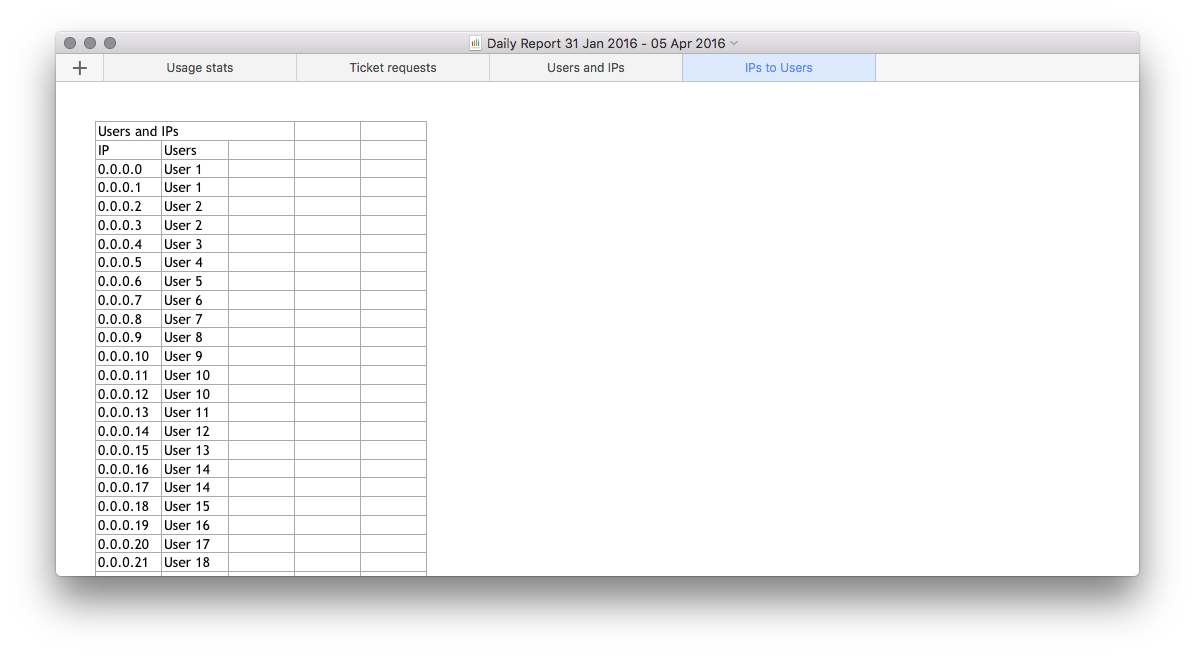 Daily Report 31 Jan 2016 - 05 Apr 2016
Usage stats Ticket requests Users and IPs IPs to Users
Users and IPs
IP Users
0.0.0.0 User 1
0.0.0.1 User 1
0.0.0.2 User 2
0.0.0.3 User 2
0.0.0.4 User 3
0.0.0.5 User 4
0.0.0.6 User 5
0.0.0.7 User 6
0.0.0.8 User 7
0.0.0.9 User 8
0.0.0.10 User 9
0.0.0.11 User 10
0.0.0.12 User 10
0.0.0.13 User 11
0.0.0.14 User 12
0.0.0.15 User 13
0.0.0.16 User 14
0.0.0.17 User 14
0.0.0.18 User 15
0.0.0.19 User 16
0.0.0.20 User 17
0.0.0.21 User 18